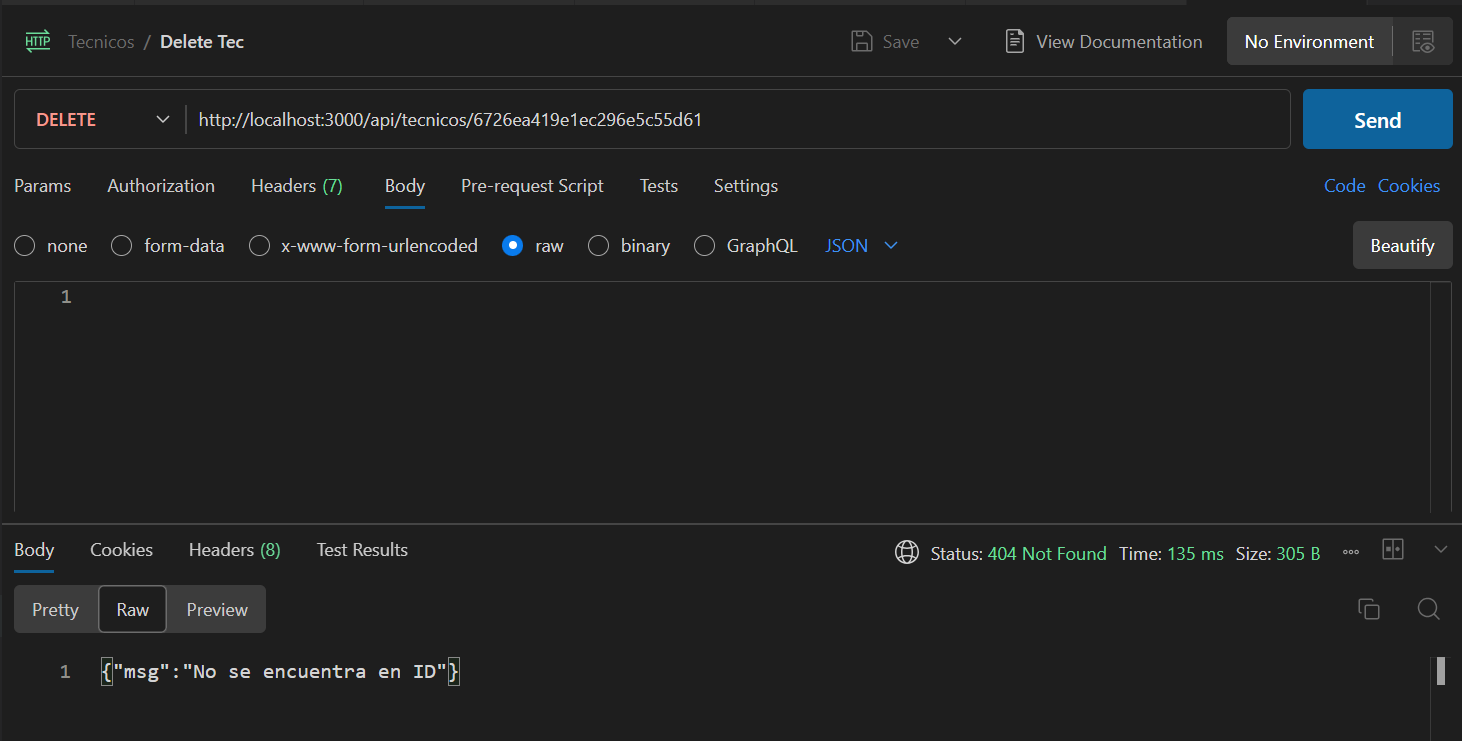 HTTP Tecnicos / Delete Tec Save View Documentation No Environment
DELETE http://localhost:3000/api/tecnicos/6726ea419e1ec296e5c55d61 Send
Params Authorization Headers (7) Body Pre-request Script Tests Settings Code Cookies
none form-data x-www-form-urlencoded raw binary GraphQL JSON Beautify
1
Body Cookies Headers (8) Test Results Status: 404 Not Found Time: 135 ms Size: 305 B
Pretty Raw Preview
1 {"msg":"No se encuentra en ID"}